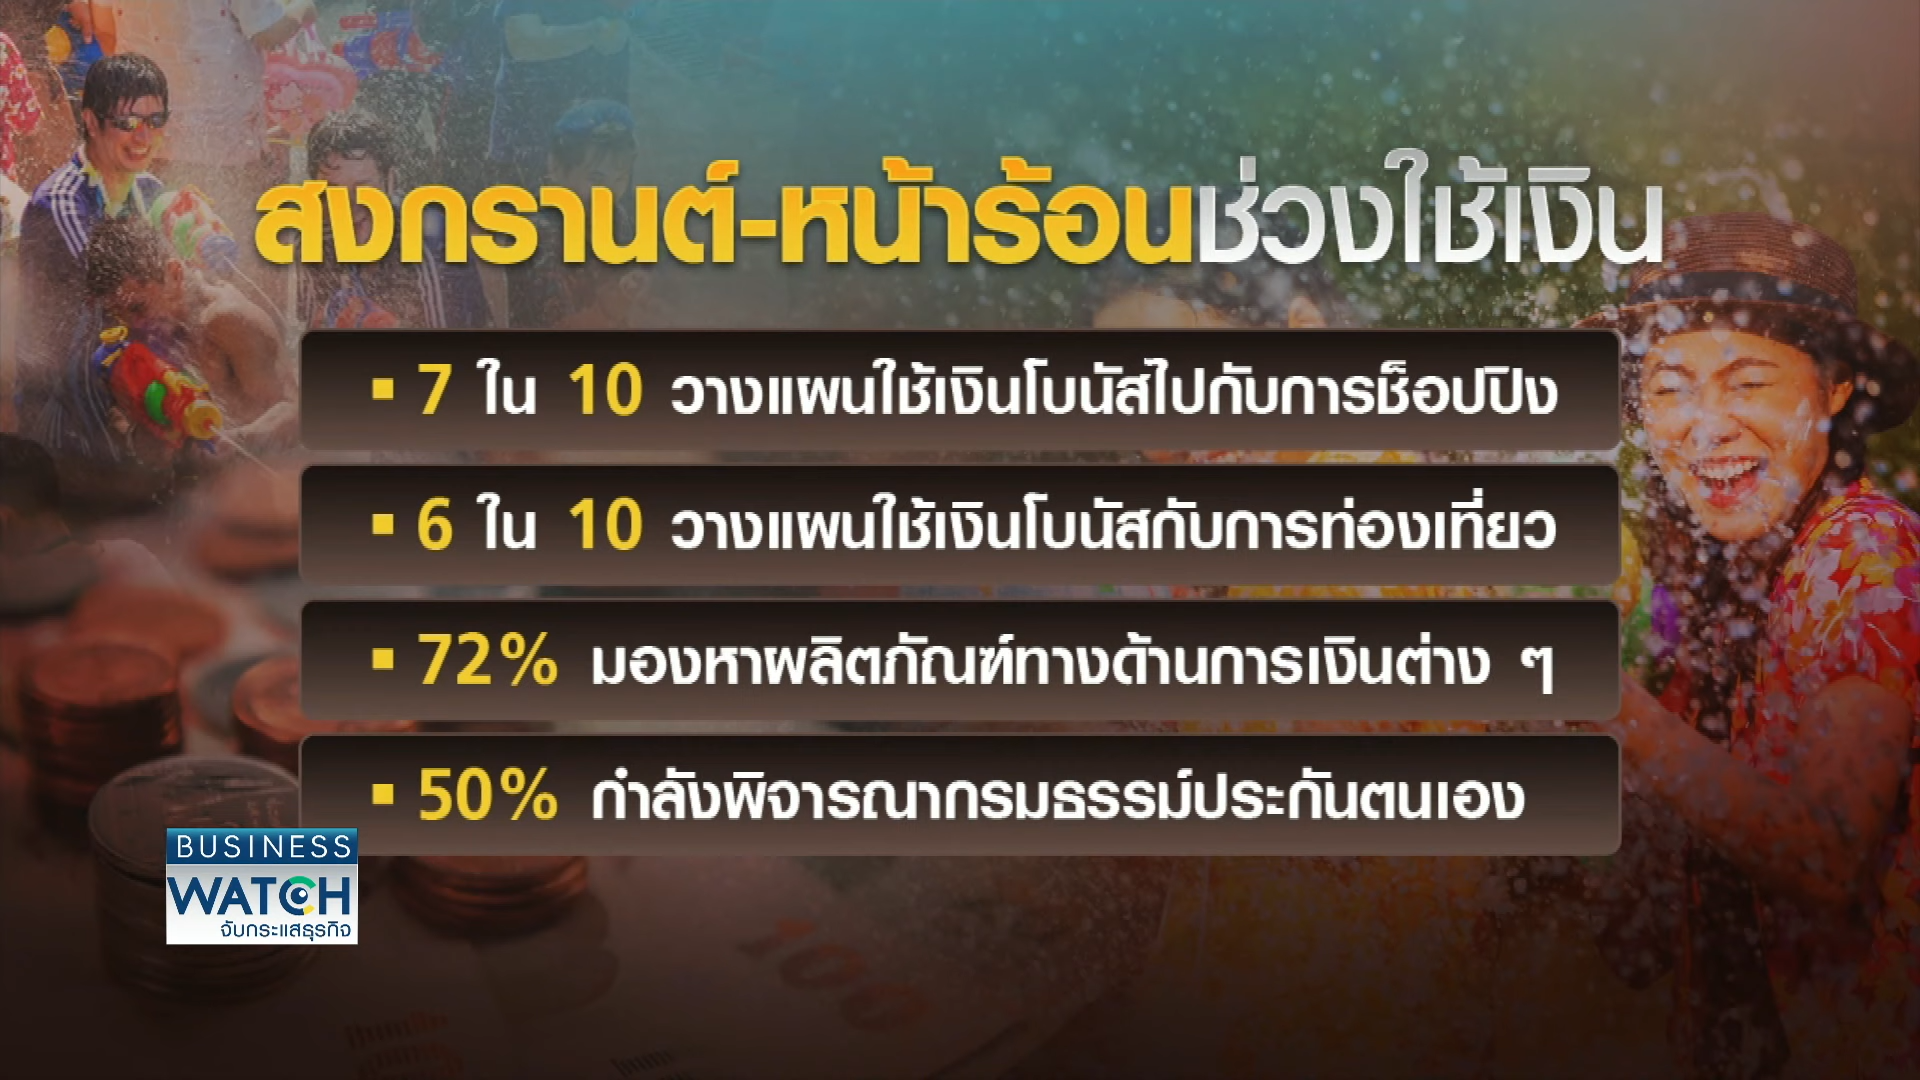 สงกรานต์-หน้าร้อนช่วงใช้เงิน
7 ใน 10 วางแผนใช้เงินโบนัสไปกับการช็อปปิง
6 ใน 10 วางแผนใช้เงินโบนัสกับการท่องเที่ยว
72% มองหาผลิตภัณฑ์ทางด้านการเงินต่าง ๆ
50% กำลังพิจารณากรมธรรม์ประกันตนเอง
BUSINESS
WATCH
จับกระแสธุรกิจ